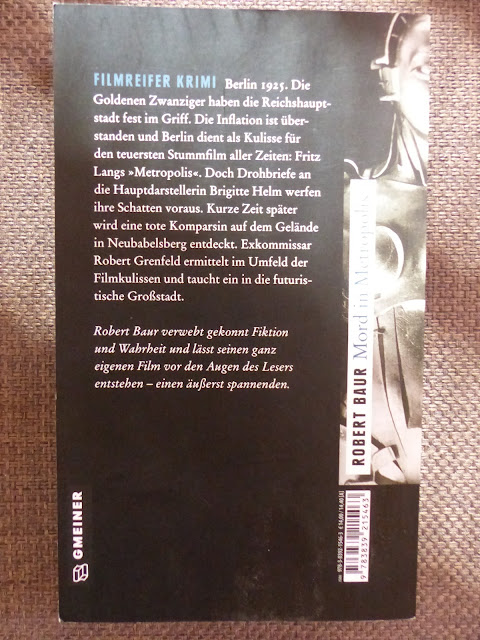 FILMREIFER KRIMI Berlin 1925. Die
Goldenen Zwanziger haben die Reichshaupt-
stadt fest im Griff. Die Inflation ist über-
standen und Berlin dient als Kulisse für
den teuersten Stummfilm aller Zeiten: Fritz
Langs »Metropolis«. Doch Drohbriefe an
die Hauptdarstellerin Brigitte Helm werfen
ihre Schatten voraus. Kurze Zeit später
wird eine tote Komparsin auf dem Gelände
in Neubabelsberg entdeckt. Exkommissar
Robert Grenfeld ermittelt im Umfeld der
Filmkulissen und taucht ein in die futuris-
tische Großstadt.
Robert Baur verwebt gekonnt Fiktion
und Wahrheit und lässt seinen ganz
eigenen Film vor den Augen des Lesers
entstehen – einen äußerst spannenden.
ROBERT BAUR Mord in Metropolis
GMEINER
9 783839 215463